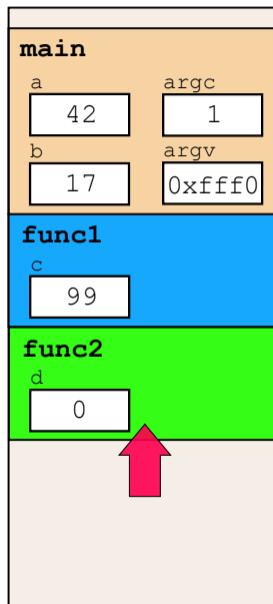 main
a argc
42 1
b argv
17 0xfff0
func1
c
99
func2
d
0